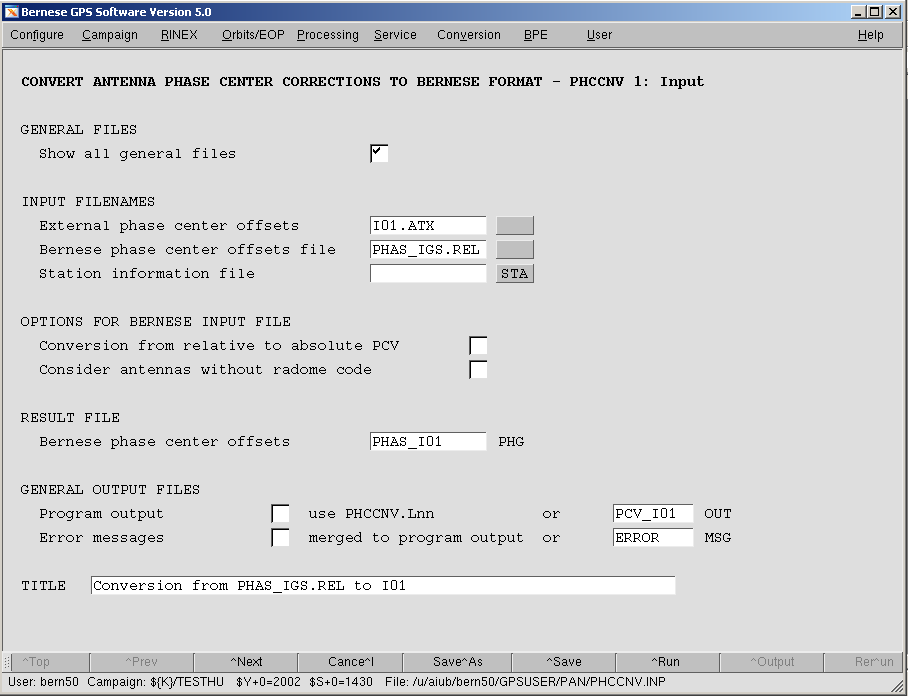 Bernese GPS Software Version 5.0
Configure Campaign RINEX Orbits/EOP Processing Service Conversion BPE User Help
CONVERT ANTENNA PHASE CENTER CORRECTIONS TO BERNESE FORMAT - PHCCNV 1: Input
GENERAL FILES
Show all general files
INPUT FILENAMES
External phase center offsets I01.ATX
Bernese phase center offsets file PHAS_IGS.REL
Station information file STA
OPTIONS FOR BERNESE INPUT FILE
Conversion from relative to absolute PCV
Consider antennas without radome code
RESULT FILE
Bernese phase center offsets PHAS_I01 PHG
GENERAL OUTPUT FILES
Program output use PHCCNV.Lnn or PCV_I01 OUT
Error messages merged to program output or ERROR MSG
TITLE Conversion from PHAS_IGS.REL to I01
^Top ^Prev ^Next Cance^l Save^As ^Save ^Run ^Output Rer^un
User: bern50 Campaign: ${K}/TESTHU $Y+0=2002 $S+0=1430 File: /u/aiub/bern50/GPSUSER/PAN/PHCCNV.INP